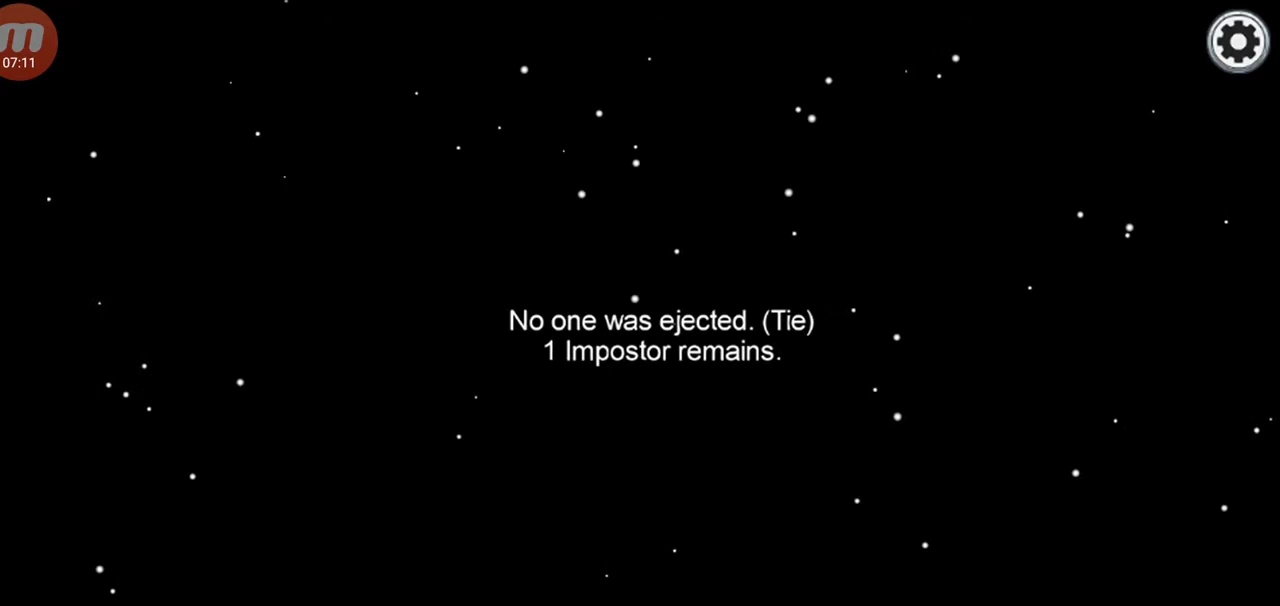 07:11
No one was ejected. (Tie)
1 Impostor remains.